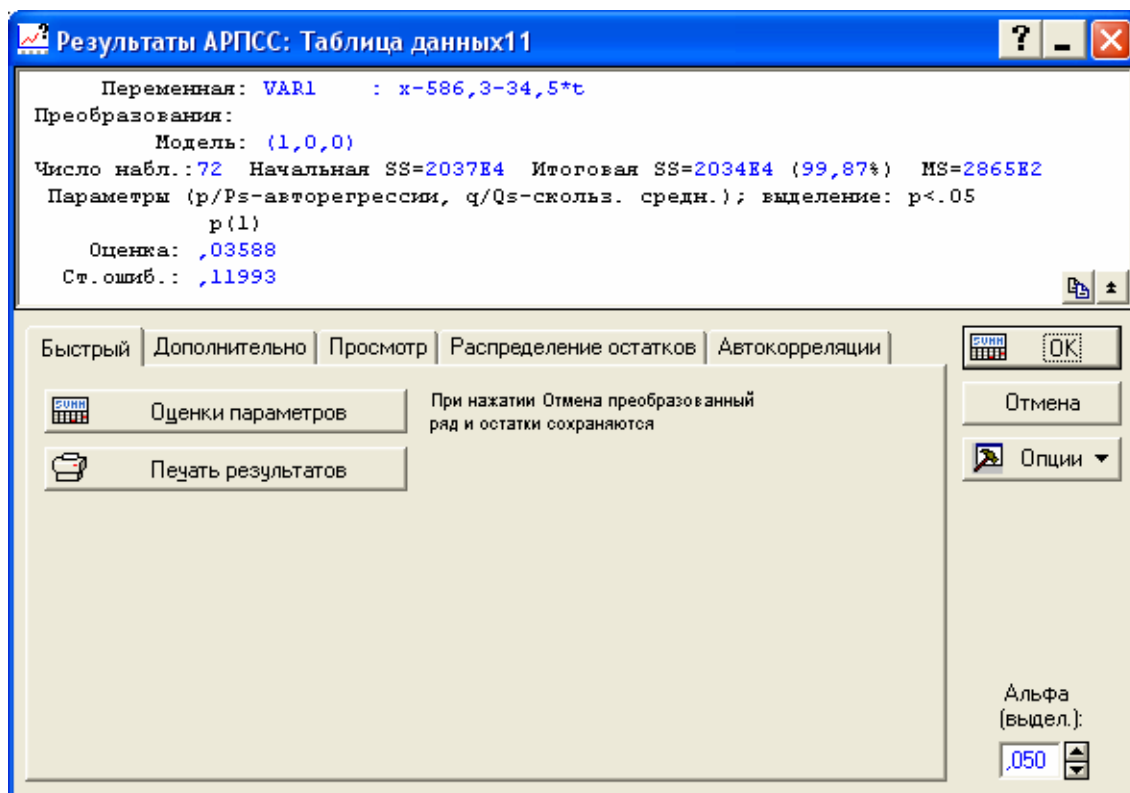 Результаты АРПСС: Таблица данных11
Переменная: VAR1 : x-586,3-34,5*t
Преобразования:
Модель: (1,0,0)
Число набл.:72 Начальная SS=2037E4 Итоговая SS=2034E4 (99,87%) MS=2865E2
Параметры (p/Ps-авторегрессии, q/Qs-скольз. средн.); выделение: p<.05
p(1)
Оценка: ,03588
Ст.ошиб.: ,11993
Быстрый Дополнительно Просмотр Распределение остатков Автокорреляции
SUMM OK
SUMM Оценки параметров
При нажатии Отмена преобразованный
ряд и остатки сохраняются
Отмена
Печать результатов
Опции
Альфа
(выдел.):
,050